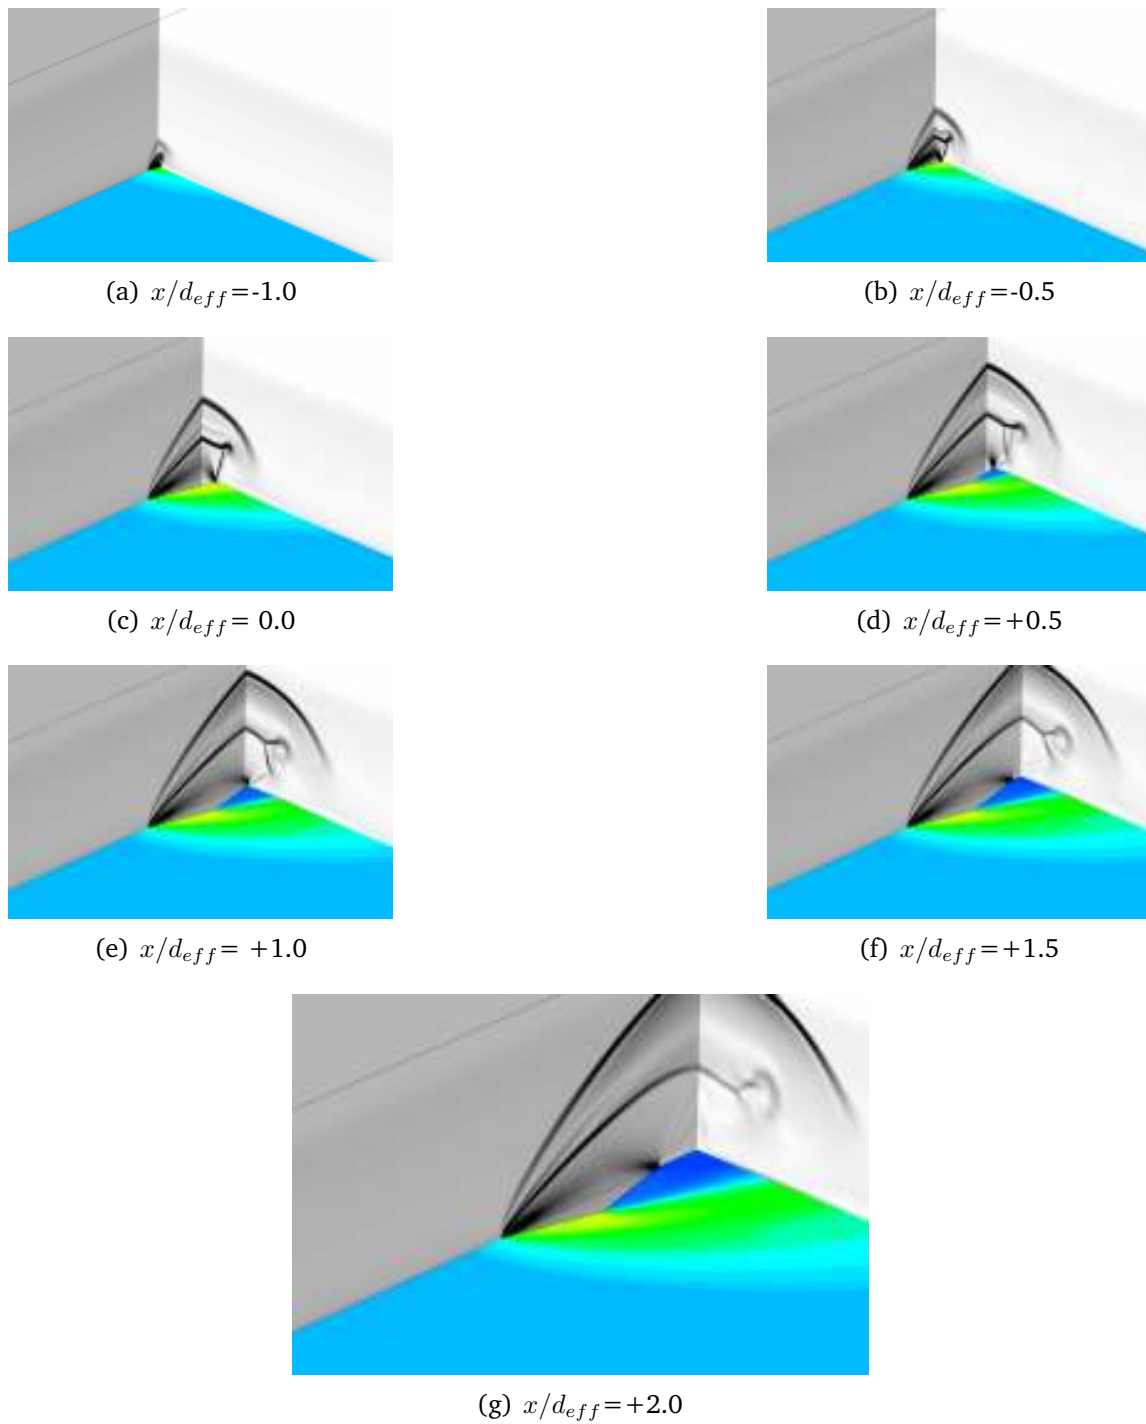 (a) x/d_{eff}=-1.0
(b) x/d_{eff}=-0.5
(c) x/d_{eff}= 0.0
(d) x/d_{eff}=+0.5
(e) x/d_{eff}= +1.0
(f) x/d_{eff}=+1.5
(g) x/d_{eff}=+2.0